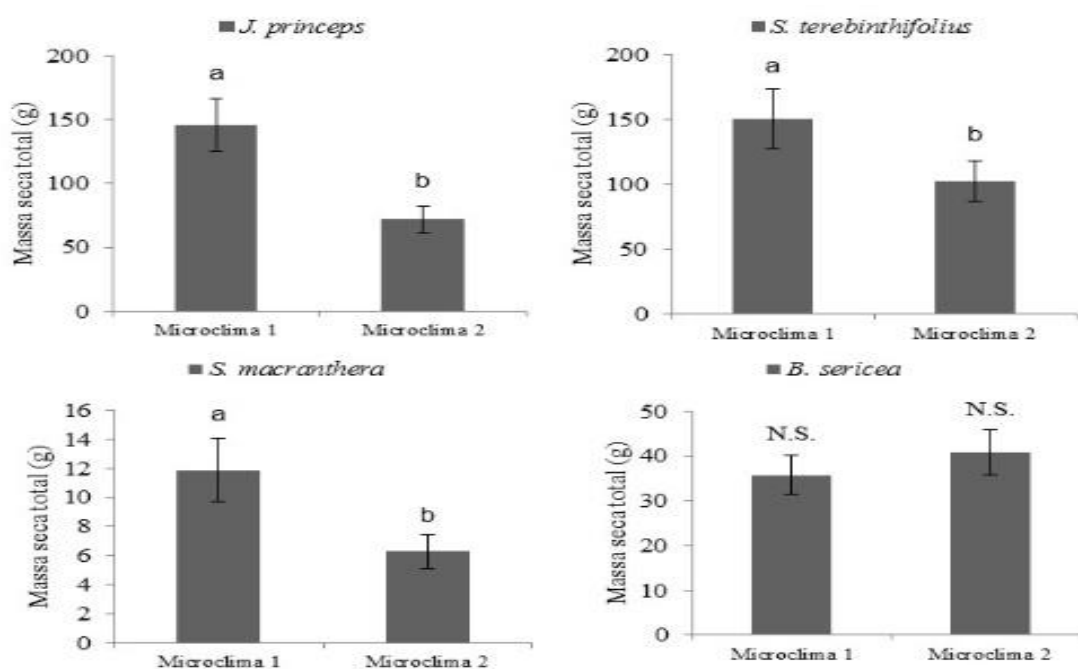 J. princeps
Massa seca total (g)
200
150
100
50
0
a
b
Microclima 1
Microclima 2
S. terebinthifolius
Massa seca total (g)
200
150
100
50
0
a
b
Microclima 1
Microclima 2
S. macranthera
Massa seca total (g)
16
14
12
10
8
6
4
2
0
a
b
Microclima 1
Microclima 2
B. sericea
Massa seca total (g)
50
40
30
20
10
0
N.S.
N.S.
Microclima 1
Microclima 2